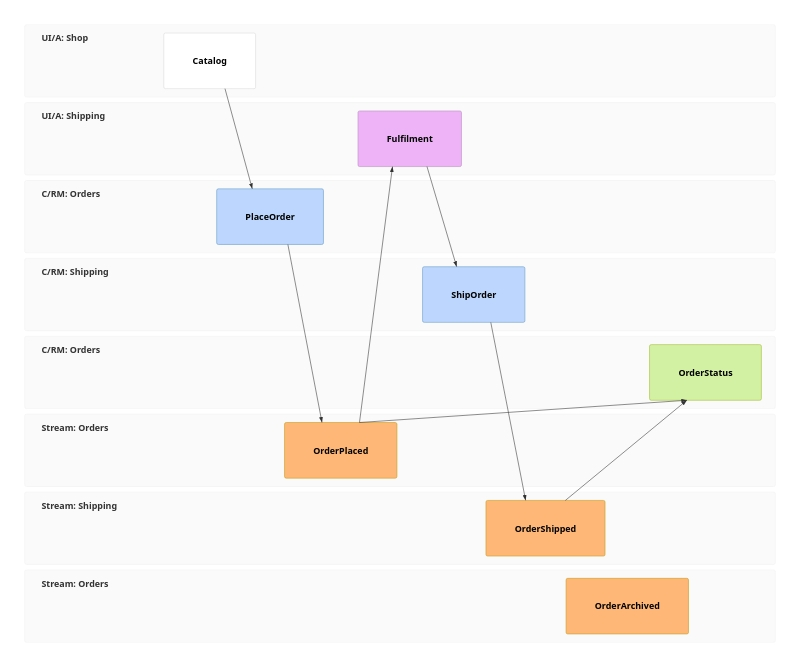 UI/A: Shop
Catalog
UI/A: Shipping
Fulfilment
C/RM: Orders
PlaceOrder
C/RM: Shipping
ShipOrder
C/RM: Orders
OrderStatus
Stream: Orders
OrderPlaced
Stream: Shipping
OrderShipped
Stream: Orders
OrderArchived